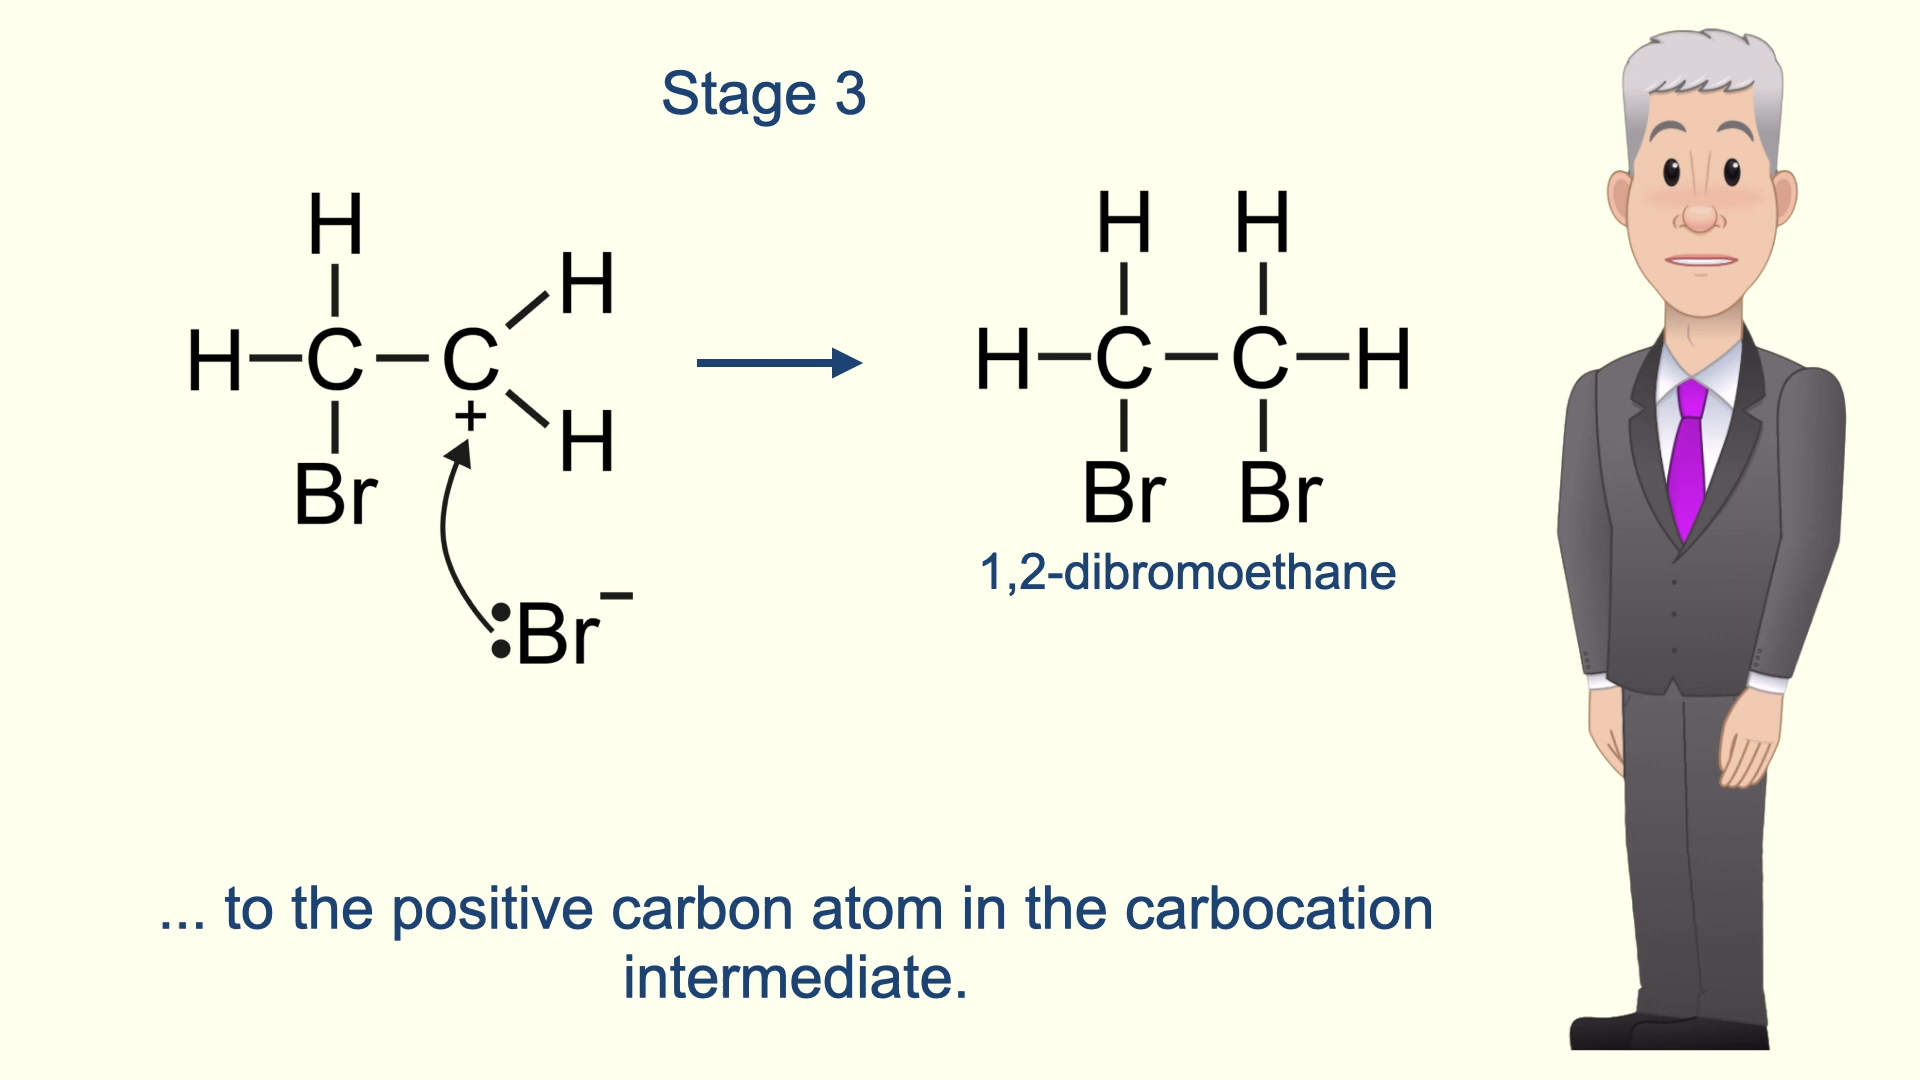 Stage 3
H
H
H C C
+
H
Br
:Br−
H H
H C C H
Br Br
1,2-dibromoethane
... to the positive carbon atom in the carbocation
intermediate.